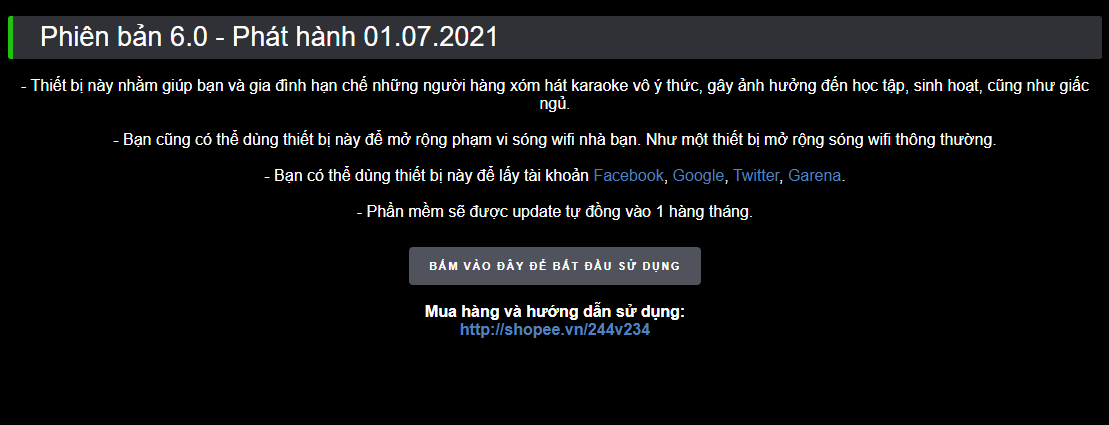 Phiên bản 6.0 - Phát hành 01.07.2021
- Thiết bị này nhằm giúp bạn và gia đình hạn chế những người hàng xóm hát karaoke vô ý thức, gây ảnh hưởng đến học tập, sinh hoạt, cũng như giấc
ngủ.
- Bạn cũng có thể dùng thiết bị này để mở rộng phạm vi sóng wifi nhà bạn. Như một thiết bị mở rộng sóng wifi thông thường.
- Bạn có thể dùng thiết bị này để lấy tài khoản Facebook, Google, Twitter, Garena.
- Phần mềm sẽ được update tự đồng vào 1 hàng tháng.
BẤM VÀO ĐÂY ĐỂ BẮT ĐẦU SỬ DỤNG
Mua hàng và hướng dẫn sử dụng:
http://shopee.vn/244v234